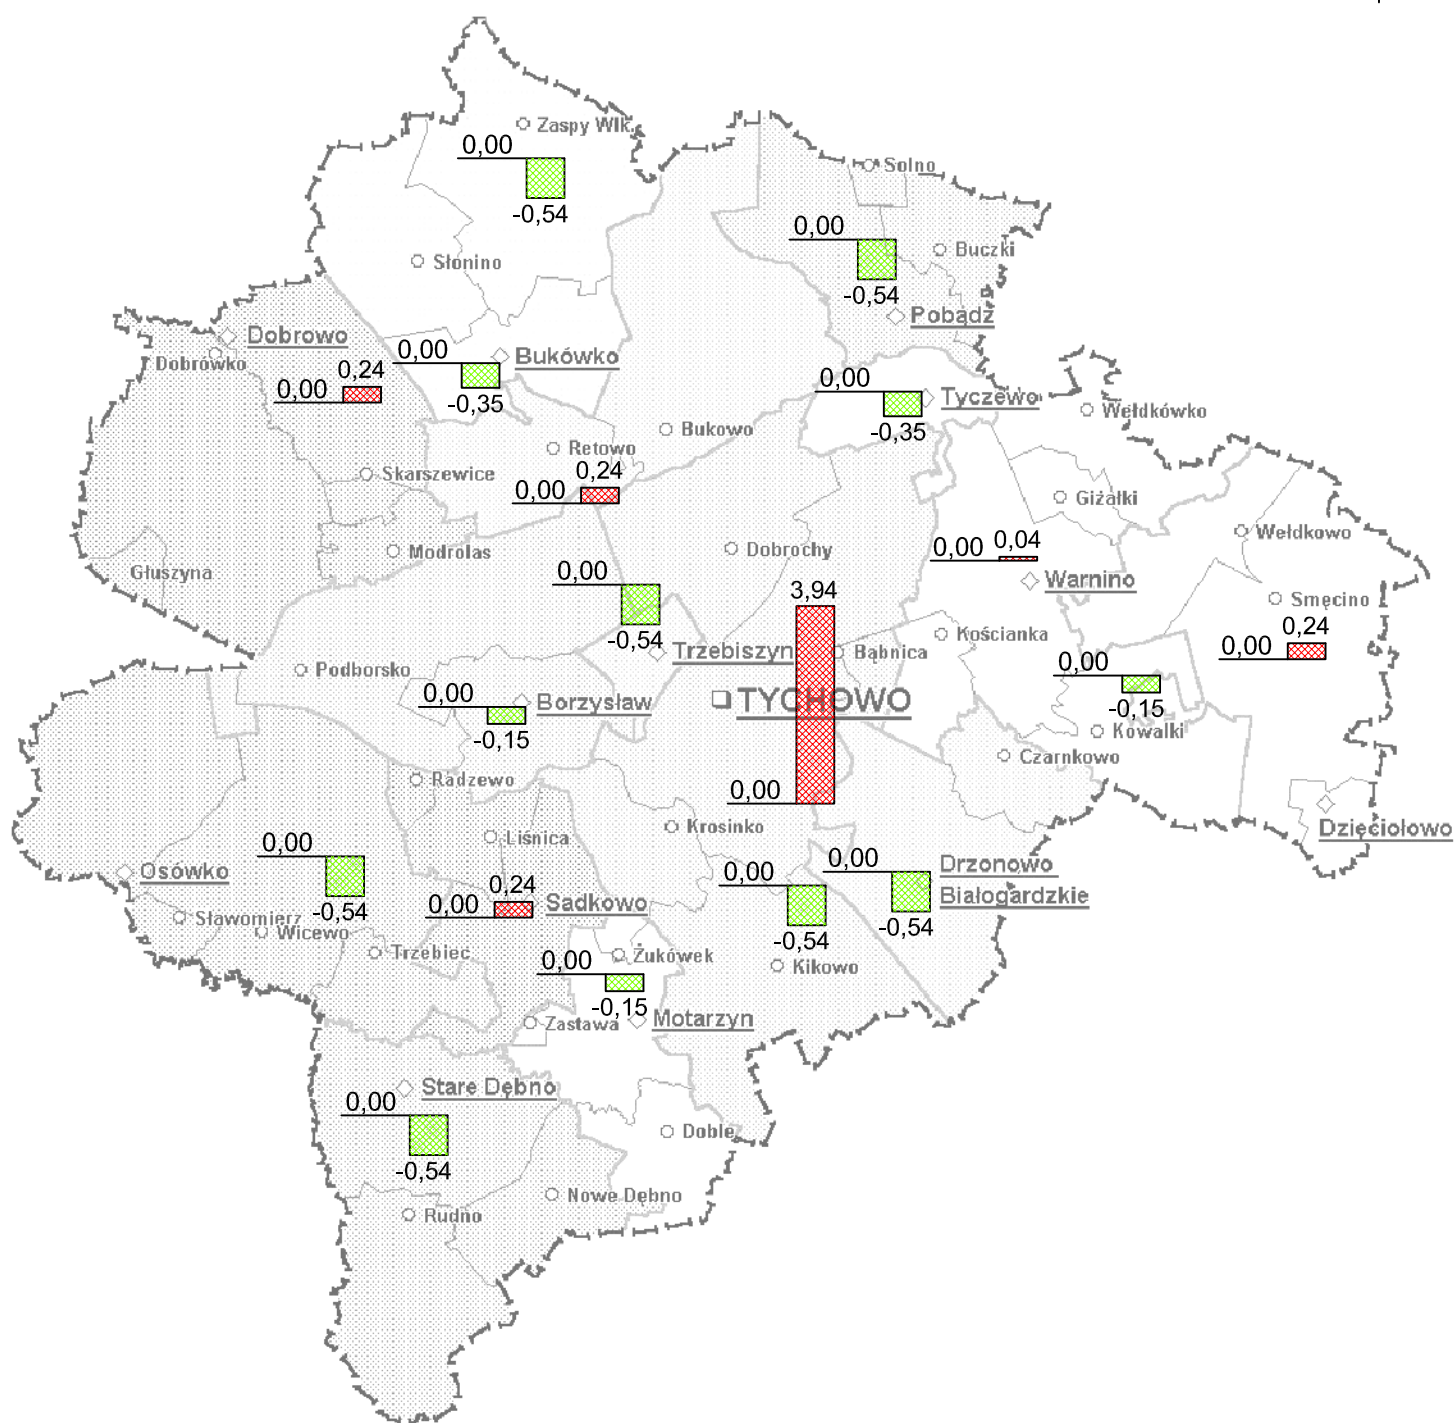 Zaspy Wlk.
0,00
-0,54
Solno
0,00
Buczki
-0,54
Pobądz
Słonino
Dobrowo
Dobrówko
0,00
0,24
0,00
Bukówko
-0,35
0,00
Tyczewo
-0,35
Wełdkówko
Bukowo
Retowo
0,24
0,00
Skarszewice
Giżałki
Modrolas
Głuszyna
Dobrochy
0,00
0,04
Wełdkowo
Warnino
0,00
-0,54
3,94
Smęcino
0,24
0,00
Kościanka
Trzebiszyn
Bąbnica
Podborsko
0,00
-0,15
Borzysław
0,00
-0,15
TYCHOWO
Kowalki
Czarnkowo
Radzewo
0,00
Krosinko
Dzięciołowo
Liśnica
0,00
-0,54
Osówko
0,00
Drzonowo
Białogardzkie
-0,54
0,00
-0,54
0,24
0,00
Sadkowo
Sławomierz
Wicewo
Trzebiec
Żukówek
Kikowo
0,00
-0,15
Zastawa
Motarzyn
Stare Dębno
0,00
-0,54
Doble
Nowe Dębno
Rudno